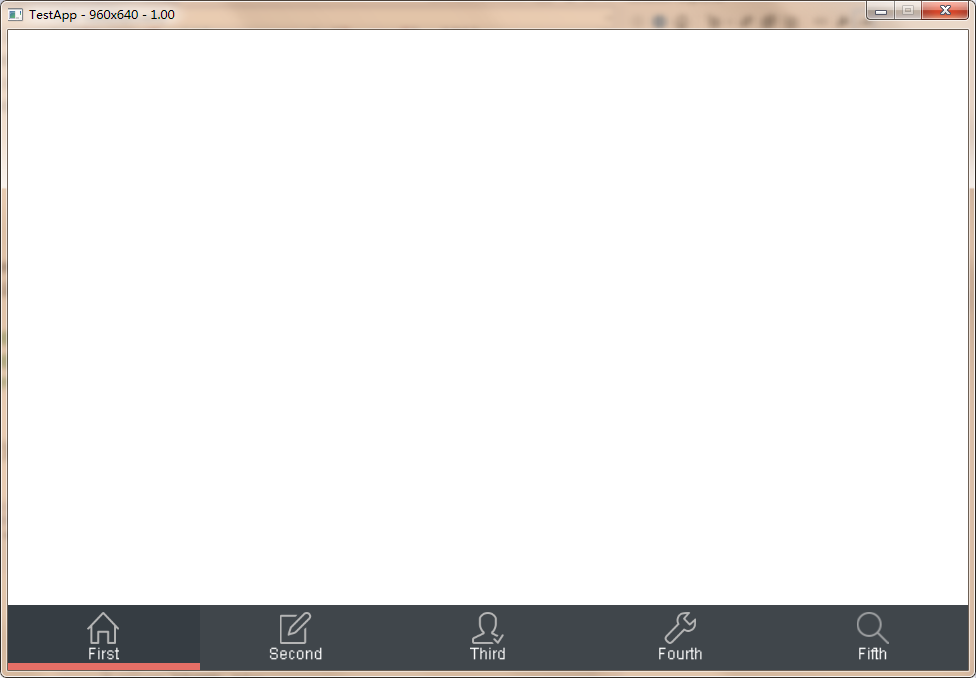 TestApp - 960x640 - 1.00
First
Second
Third
Fourth
Fifth